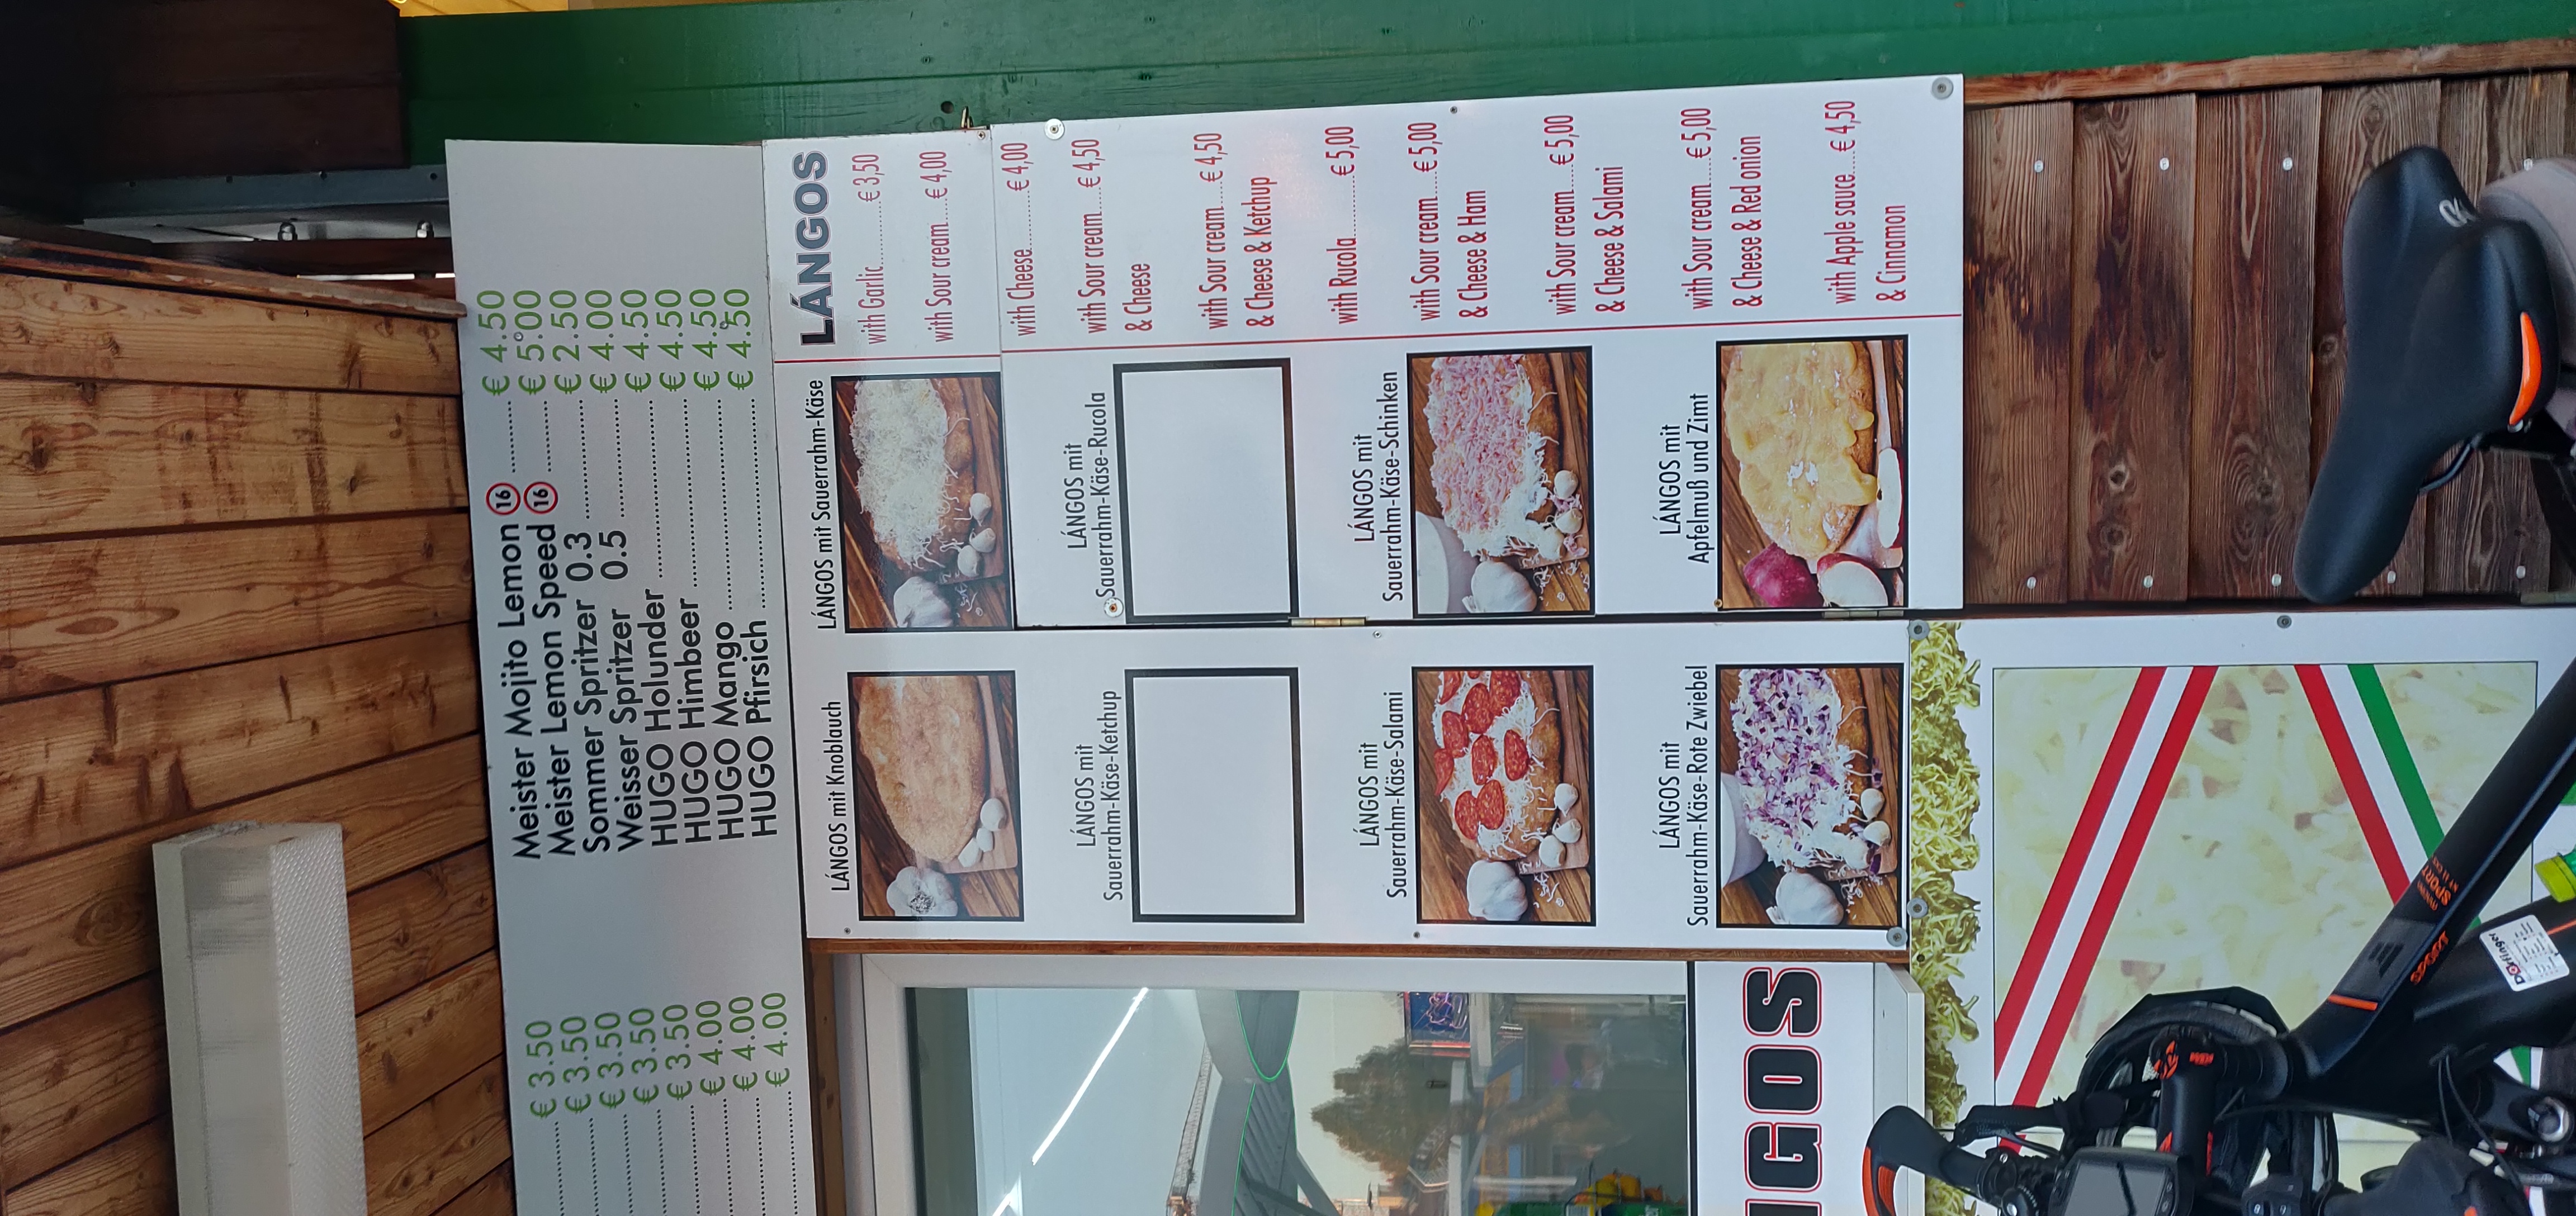 € 3.50
€ 3.50
€ 3.50
€ 3.50
€ 3.50
€ 4.00
€ 4.00
€ 4.00
Meister Mojito Lemon 16 .......... € 4.50
Meister Lemon Speed 16 .......... € 5.00
Sommer Spritzer 0.3 .......... € 2.50
Weisser Spritzer 0.5 .......... € 4.00
HUGO Holunder .......... € 4.50
HUGO Himbeer .......... € 4.50
HUGO Mango .......... € 4.50
HUGO Pfirsich .......... € 4.50
LÁNGOS mit Knoblauch
LÁNGOS mit Sauerrahm-Käse
LÁNGOS mit
Sauerrahm-Käse-Ketchup
LÁNGOS mit
Sauerrahm-Käse-Rucola
LÁNGOS mit
Sauerrahm-Käse-Salami
LÁNGOS mit
Sauerrahm-Käse-Schinken
LÁNGOS mit
Sauerrahm-Käse-Rote Zwiebel
LÁNGOS mit
Apfelmuß und Zimt
LÁNGOS
with Garlic..........€ 3,50
with Sour cream.....€ 4,00
with Cheese..........€ 4,00
with Sour cream.....€ 4,50
& Cheese
with Sour cream.....€ 4,50
& Cheese & Ketchup
with Rucola..........€ 5,00
with Sour cream.....€ 5,00
& Cheese & Ham
with Sour cream.....€ 5,00
& Cheese & Salami
with Sour cream.....€ 5,00
& Cheese & Red onion
with Apple sauce.....€ 4,50
& Cinnamon
GOS
SPORT
SPORT
Dörfinger